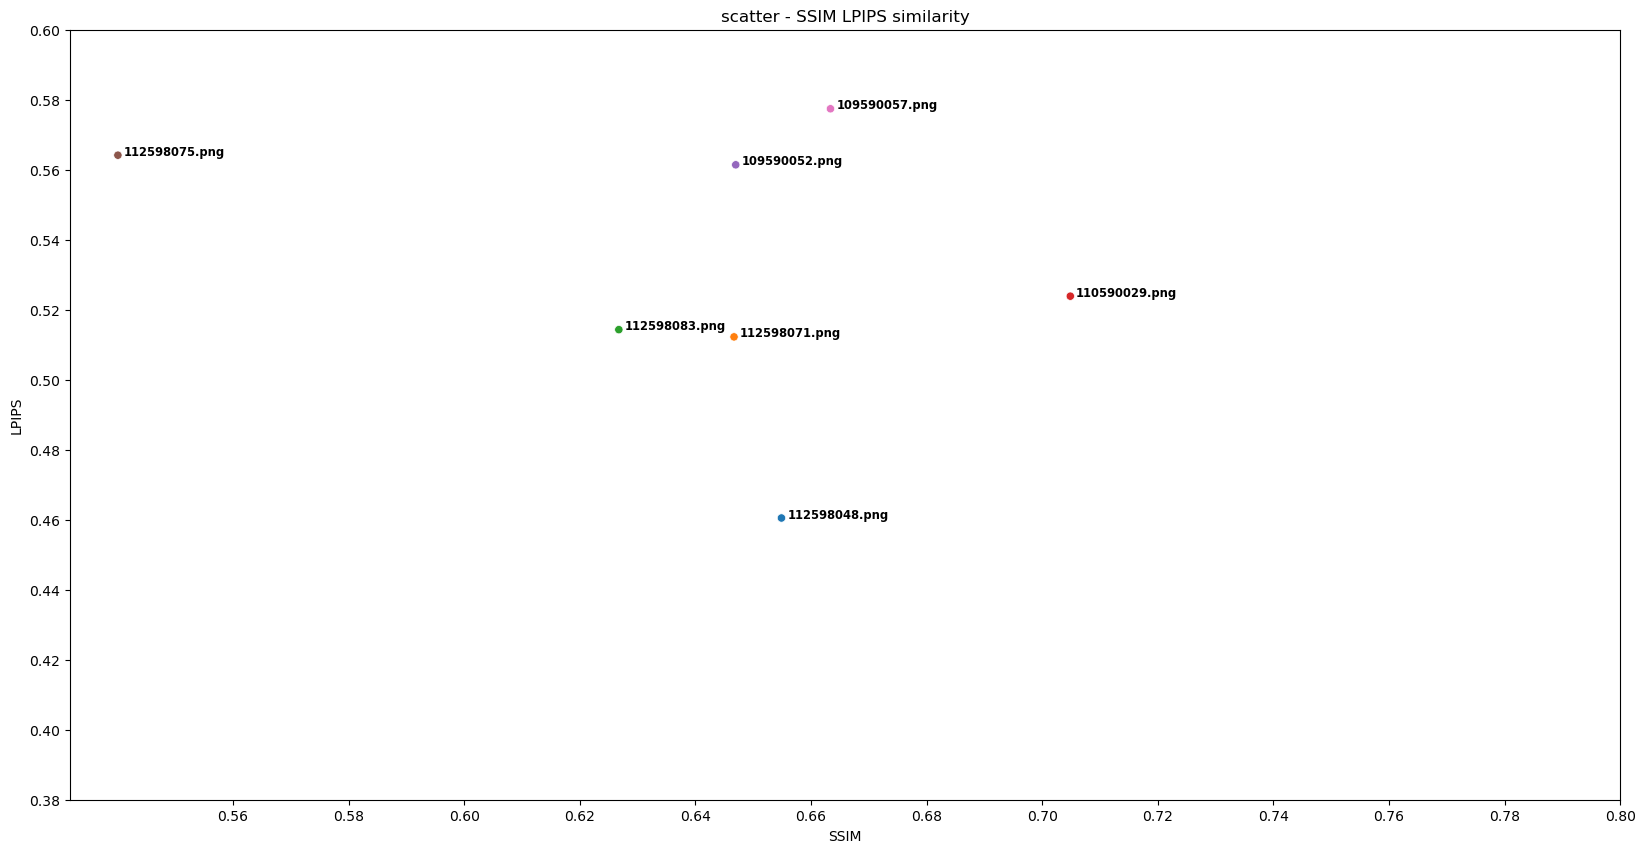 scatter - SSIM LPIPS similarity
0.60
0.58
109590057.png
112598075.png
109590052.png
0.56
0.54
110590029.png
0.52
112598083.png
112598071.png
0.50
LPIPS
0.48
112598048.png
0.46
0.44
0.42
0.40
0.38
0.56 0.58 0.60 0.62 0.64 0.66 0.68 0.70 0.72 0.74 0.76 0.78 0.80
SSIM